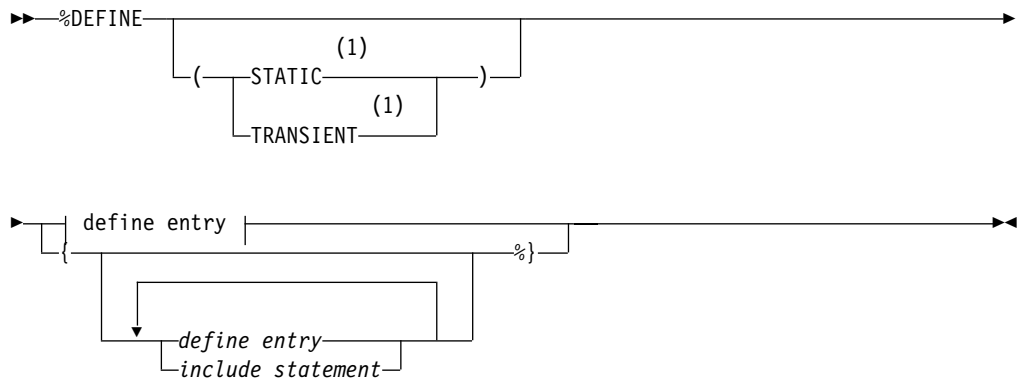 %DEFINE
(1)
( STATIC )
(1)
TRANSIENT
define entry
{ %}
define entry
include statement